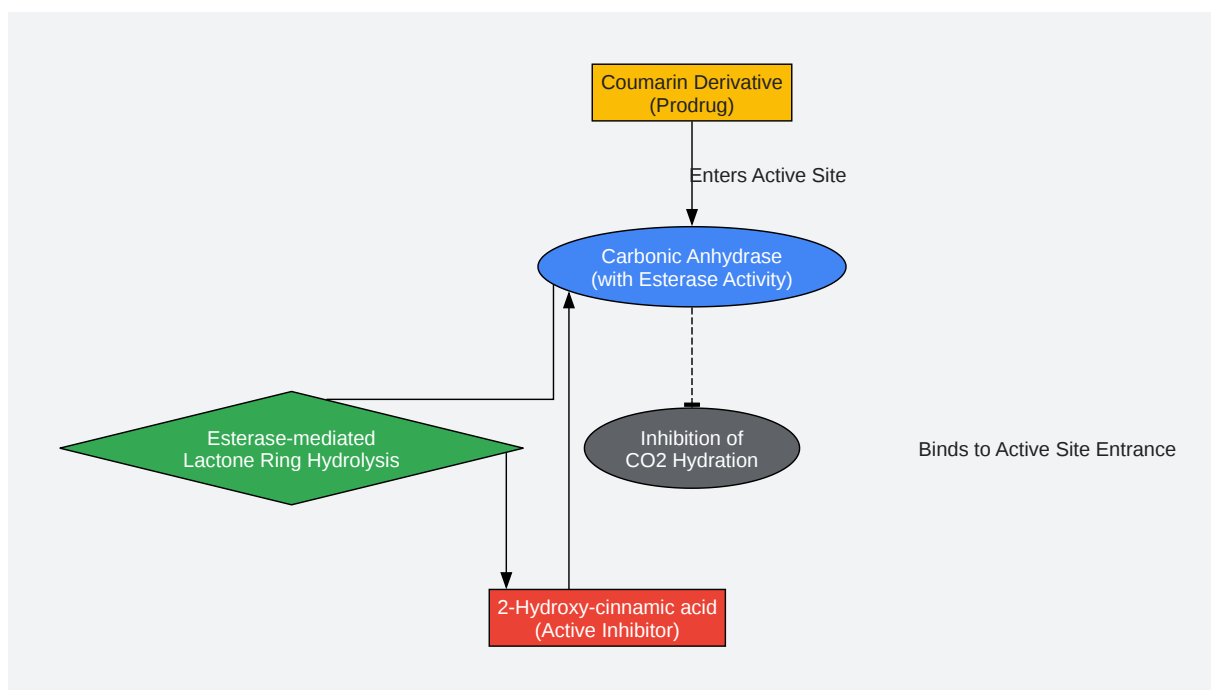 Coumarin Derivative
(Prodrug)
Enters Active Site
Carbonic Anhydrase
(with Esterase Activity)
Esterase-mediated
Lactone Ring Hydrolysis
Inhibition of
CO2 Hydration
Binds to Active Site Entrance
2-Hydroxy-cinnamic acid
(Active Inhibitor)